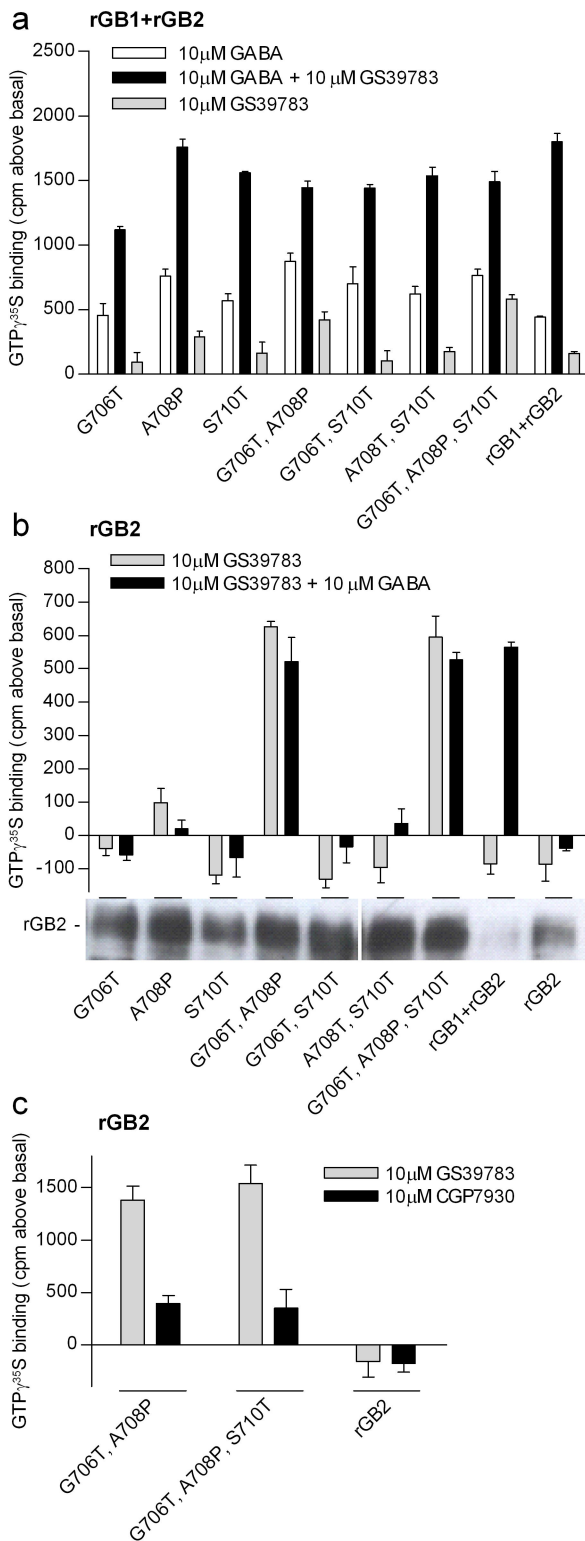 a
rGB1+rGB2
GTPγ³⁵S binding (cpm above basal)
2500
2000
1500
1000
500
0
10μM GABA
10μM GABA + 10 μM GS39783
10μM GS39783
G706T
A708P
S710T
G706T, A708P
G706T, S710T
A708T, S710T
G706T, A708P, S710T
rGB1+rGB2
b
rGB2
GTPγ³⁵S binding (cpm above basal)
800
700
600
500
400
300
200
100
0
-100
10μM GS39783
10μM GS39783 + 10 μM GABA
rGB2 -
G706T
A708P
S710T
G706T, A708P
G706T, S710T
A708T, S710T
G706T, A708P, S710T
rGB1+rGB2
rGB2
c
rGB2
GTPγ³⁵S binding (cpm above basal)
1500
1000
500
0
10μM GS39783
10μM CGP7930
G706T, A708P
G706T, A708P, S710T
rGB2